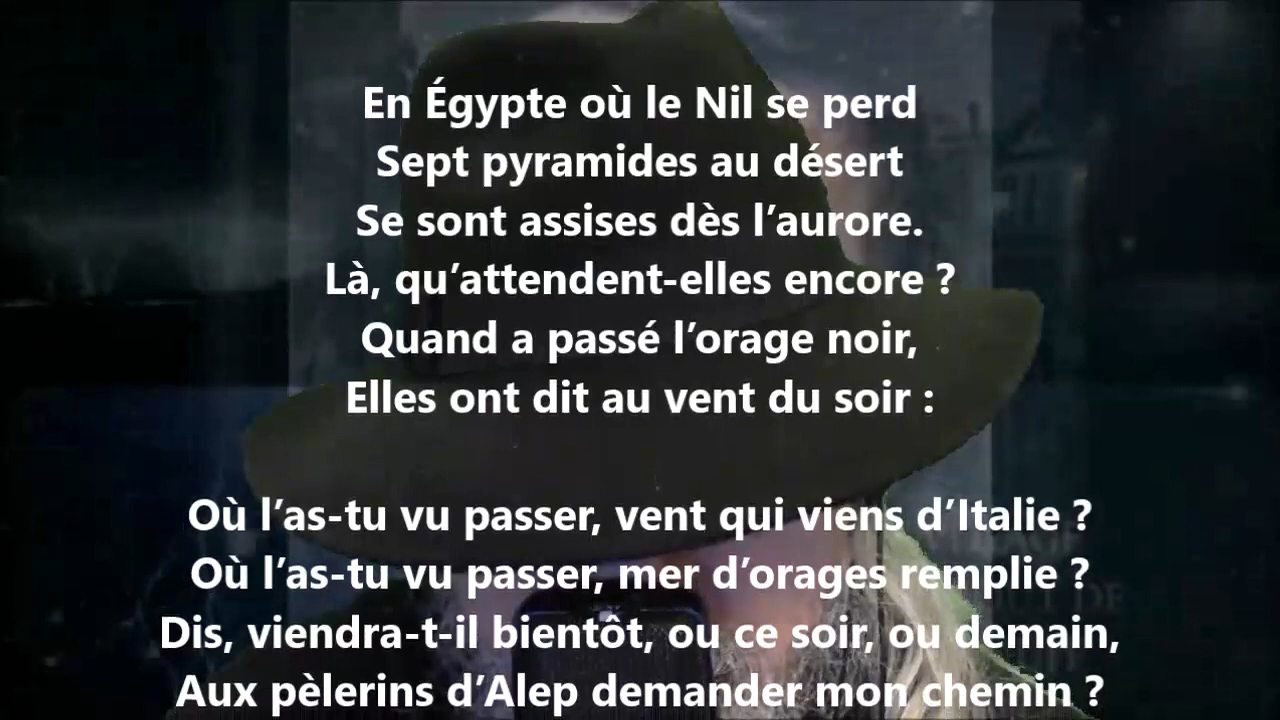 En Égypte où le Nil se perd
Sept pyramides au désert
Se sont assises dès l’aurore.
Là, qu’attendent-elles encore ?
Quand a passé l’orage noir,
Elles ont dit au vent du soir :
Où l’as-tu vu passer, vent qui viens d’Italie ?
Où l’as-tu vu passer, mer d’orages remplie ?
Dis, viendra-t-il bientôt, ou ce soir, ou demain,
Aux pèlerins d’Alep demander mon chemin ?